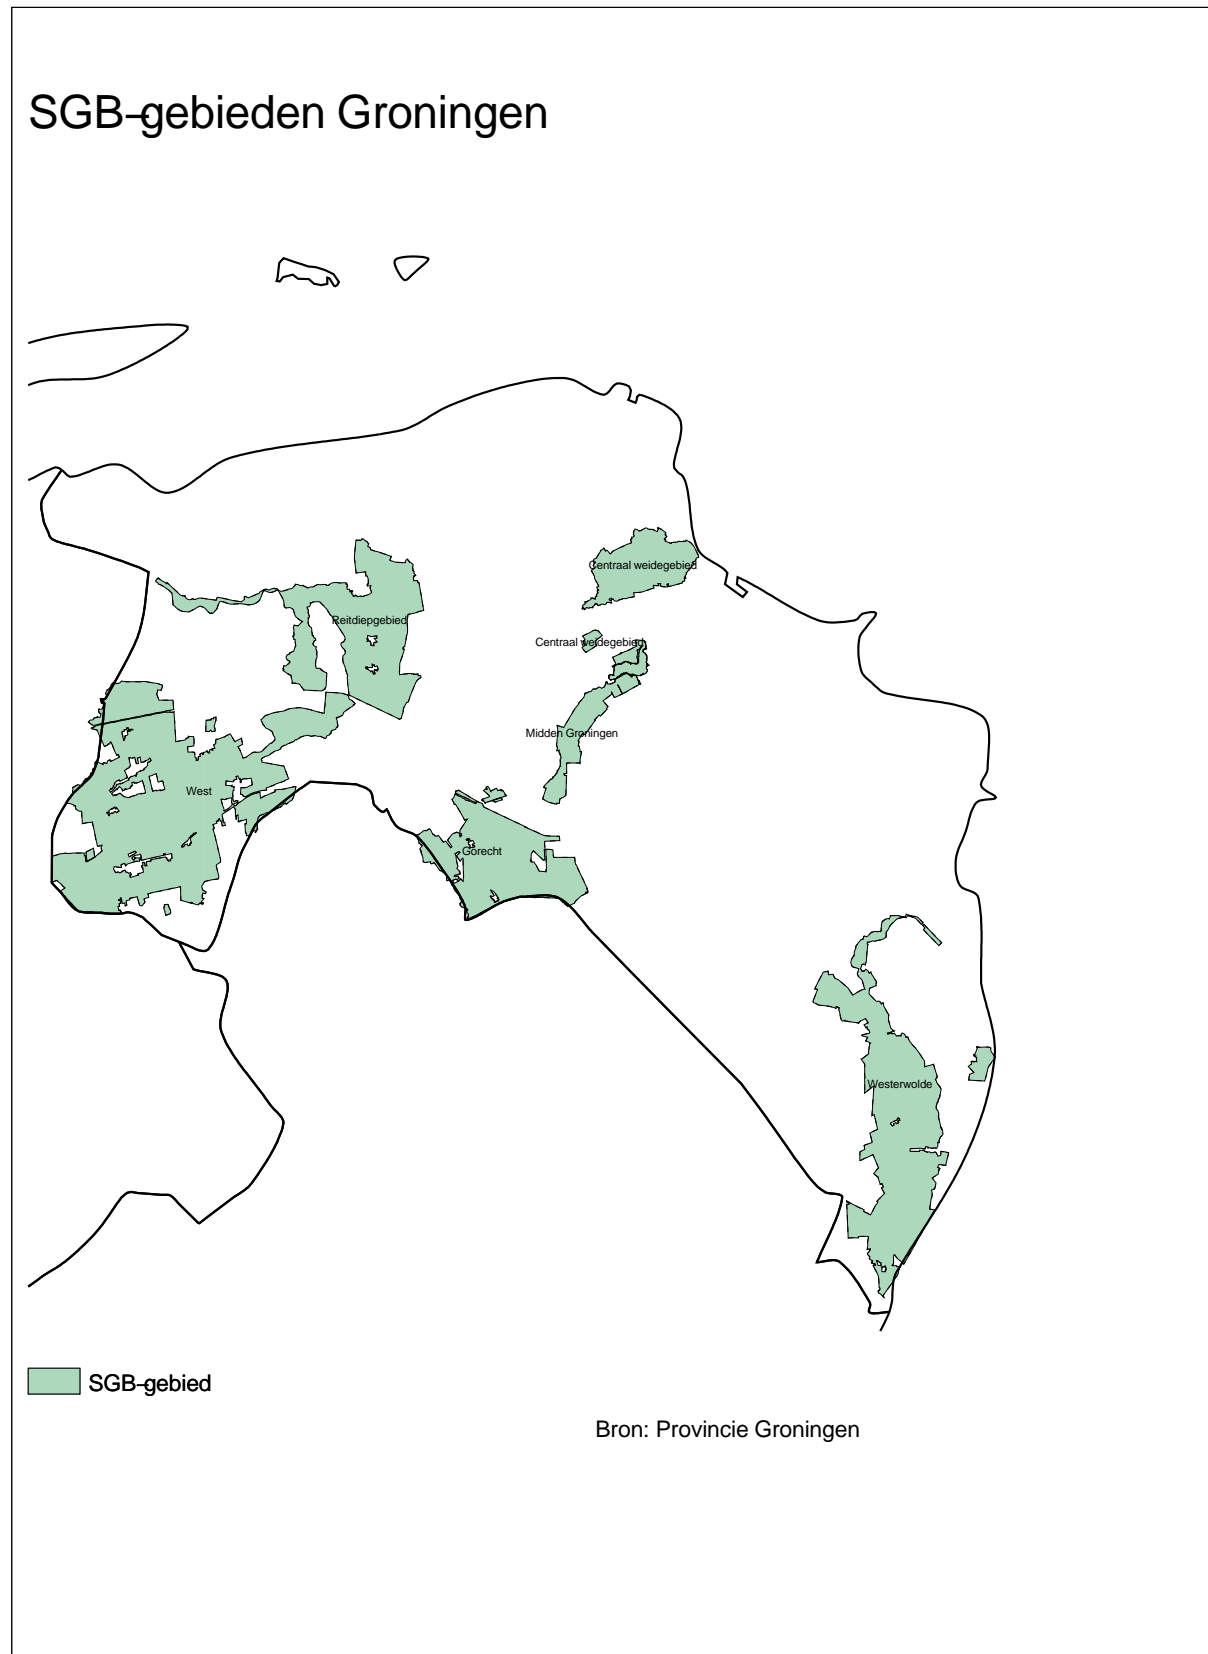 SGB-gebieden Groningen
Centraal weidegebied
Reitdiepgebied
Centraal weidegebied
Midden Groningen
West
Gorecht
Westerwolde
SGB-gebied
Bron: Provincie Groningen